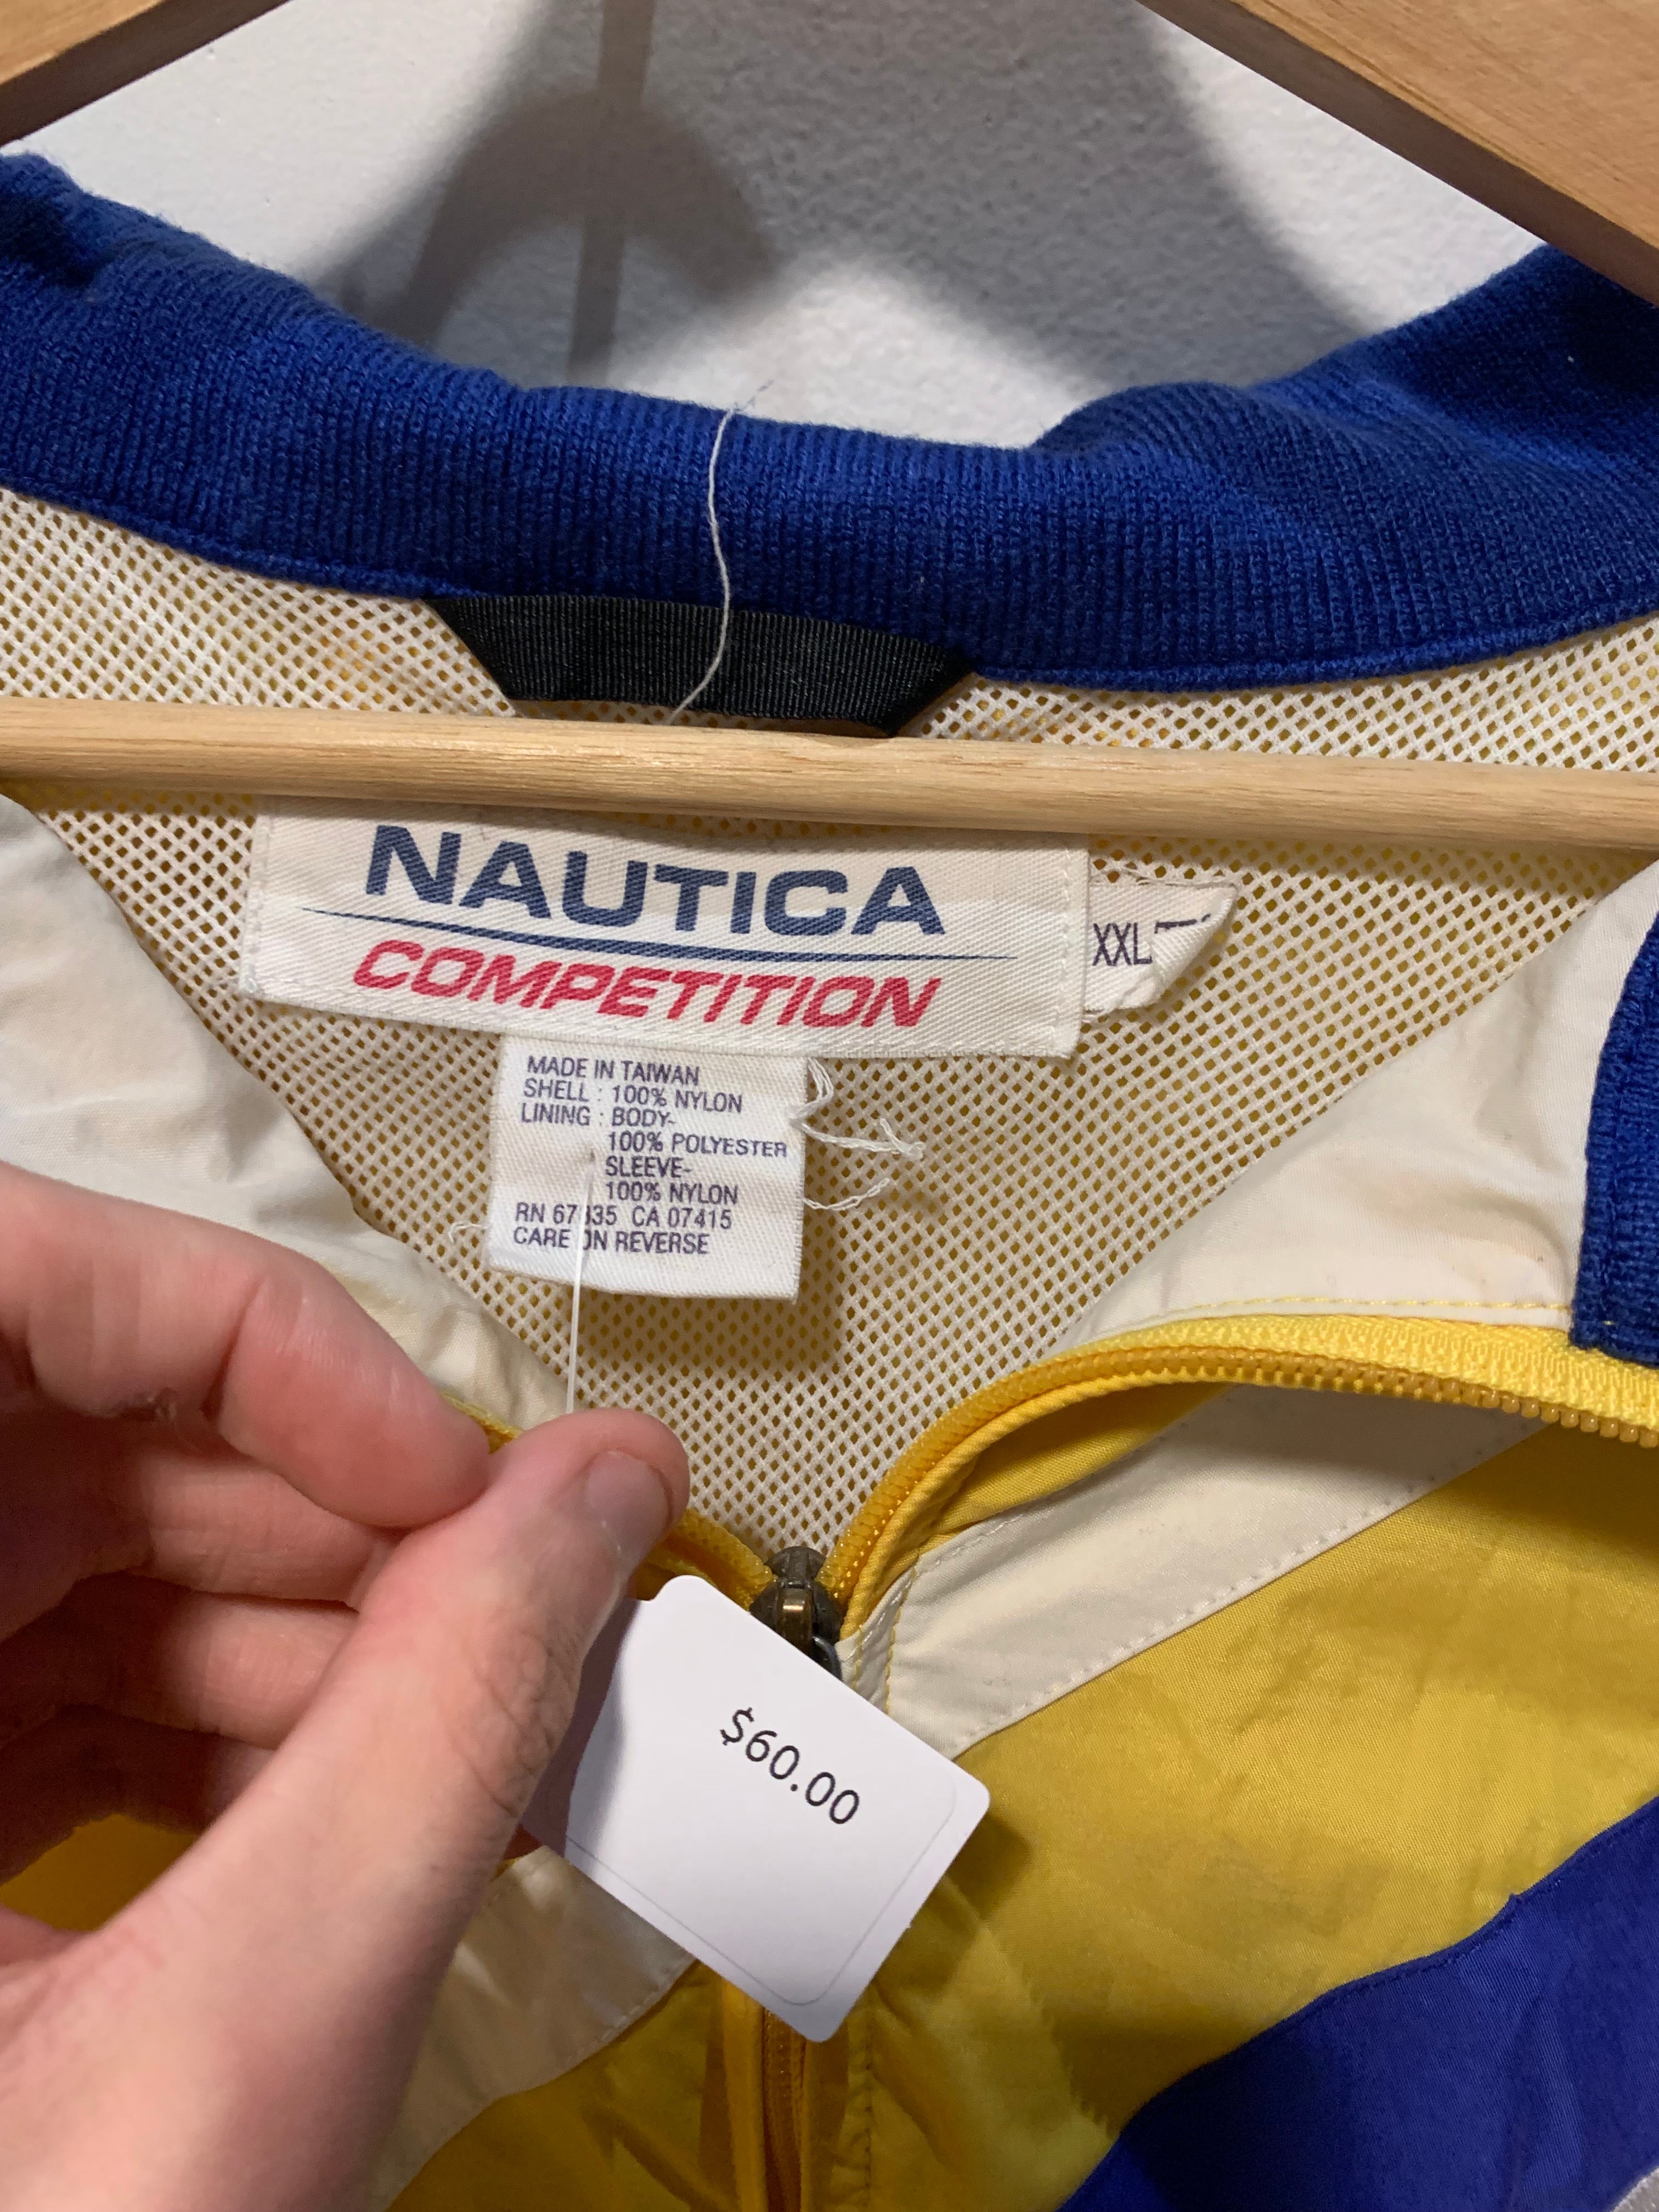 NAUTICA
COMPETITION
XXL
MADE IN TAIWAN
SHELL : 100% NYLON
LINING : BODY-
100% POLYESTER
SLEEVE-
100% NYLON
CA 07415
CARE ON REVERSE
$60.00